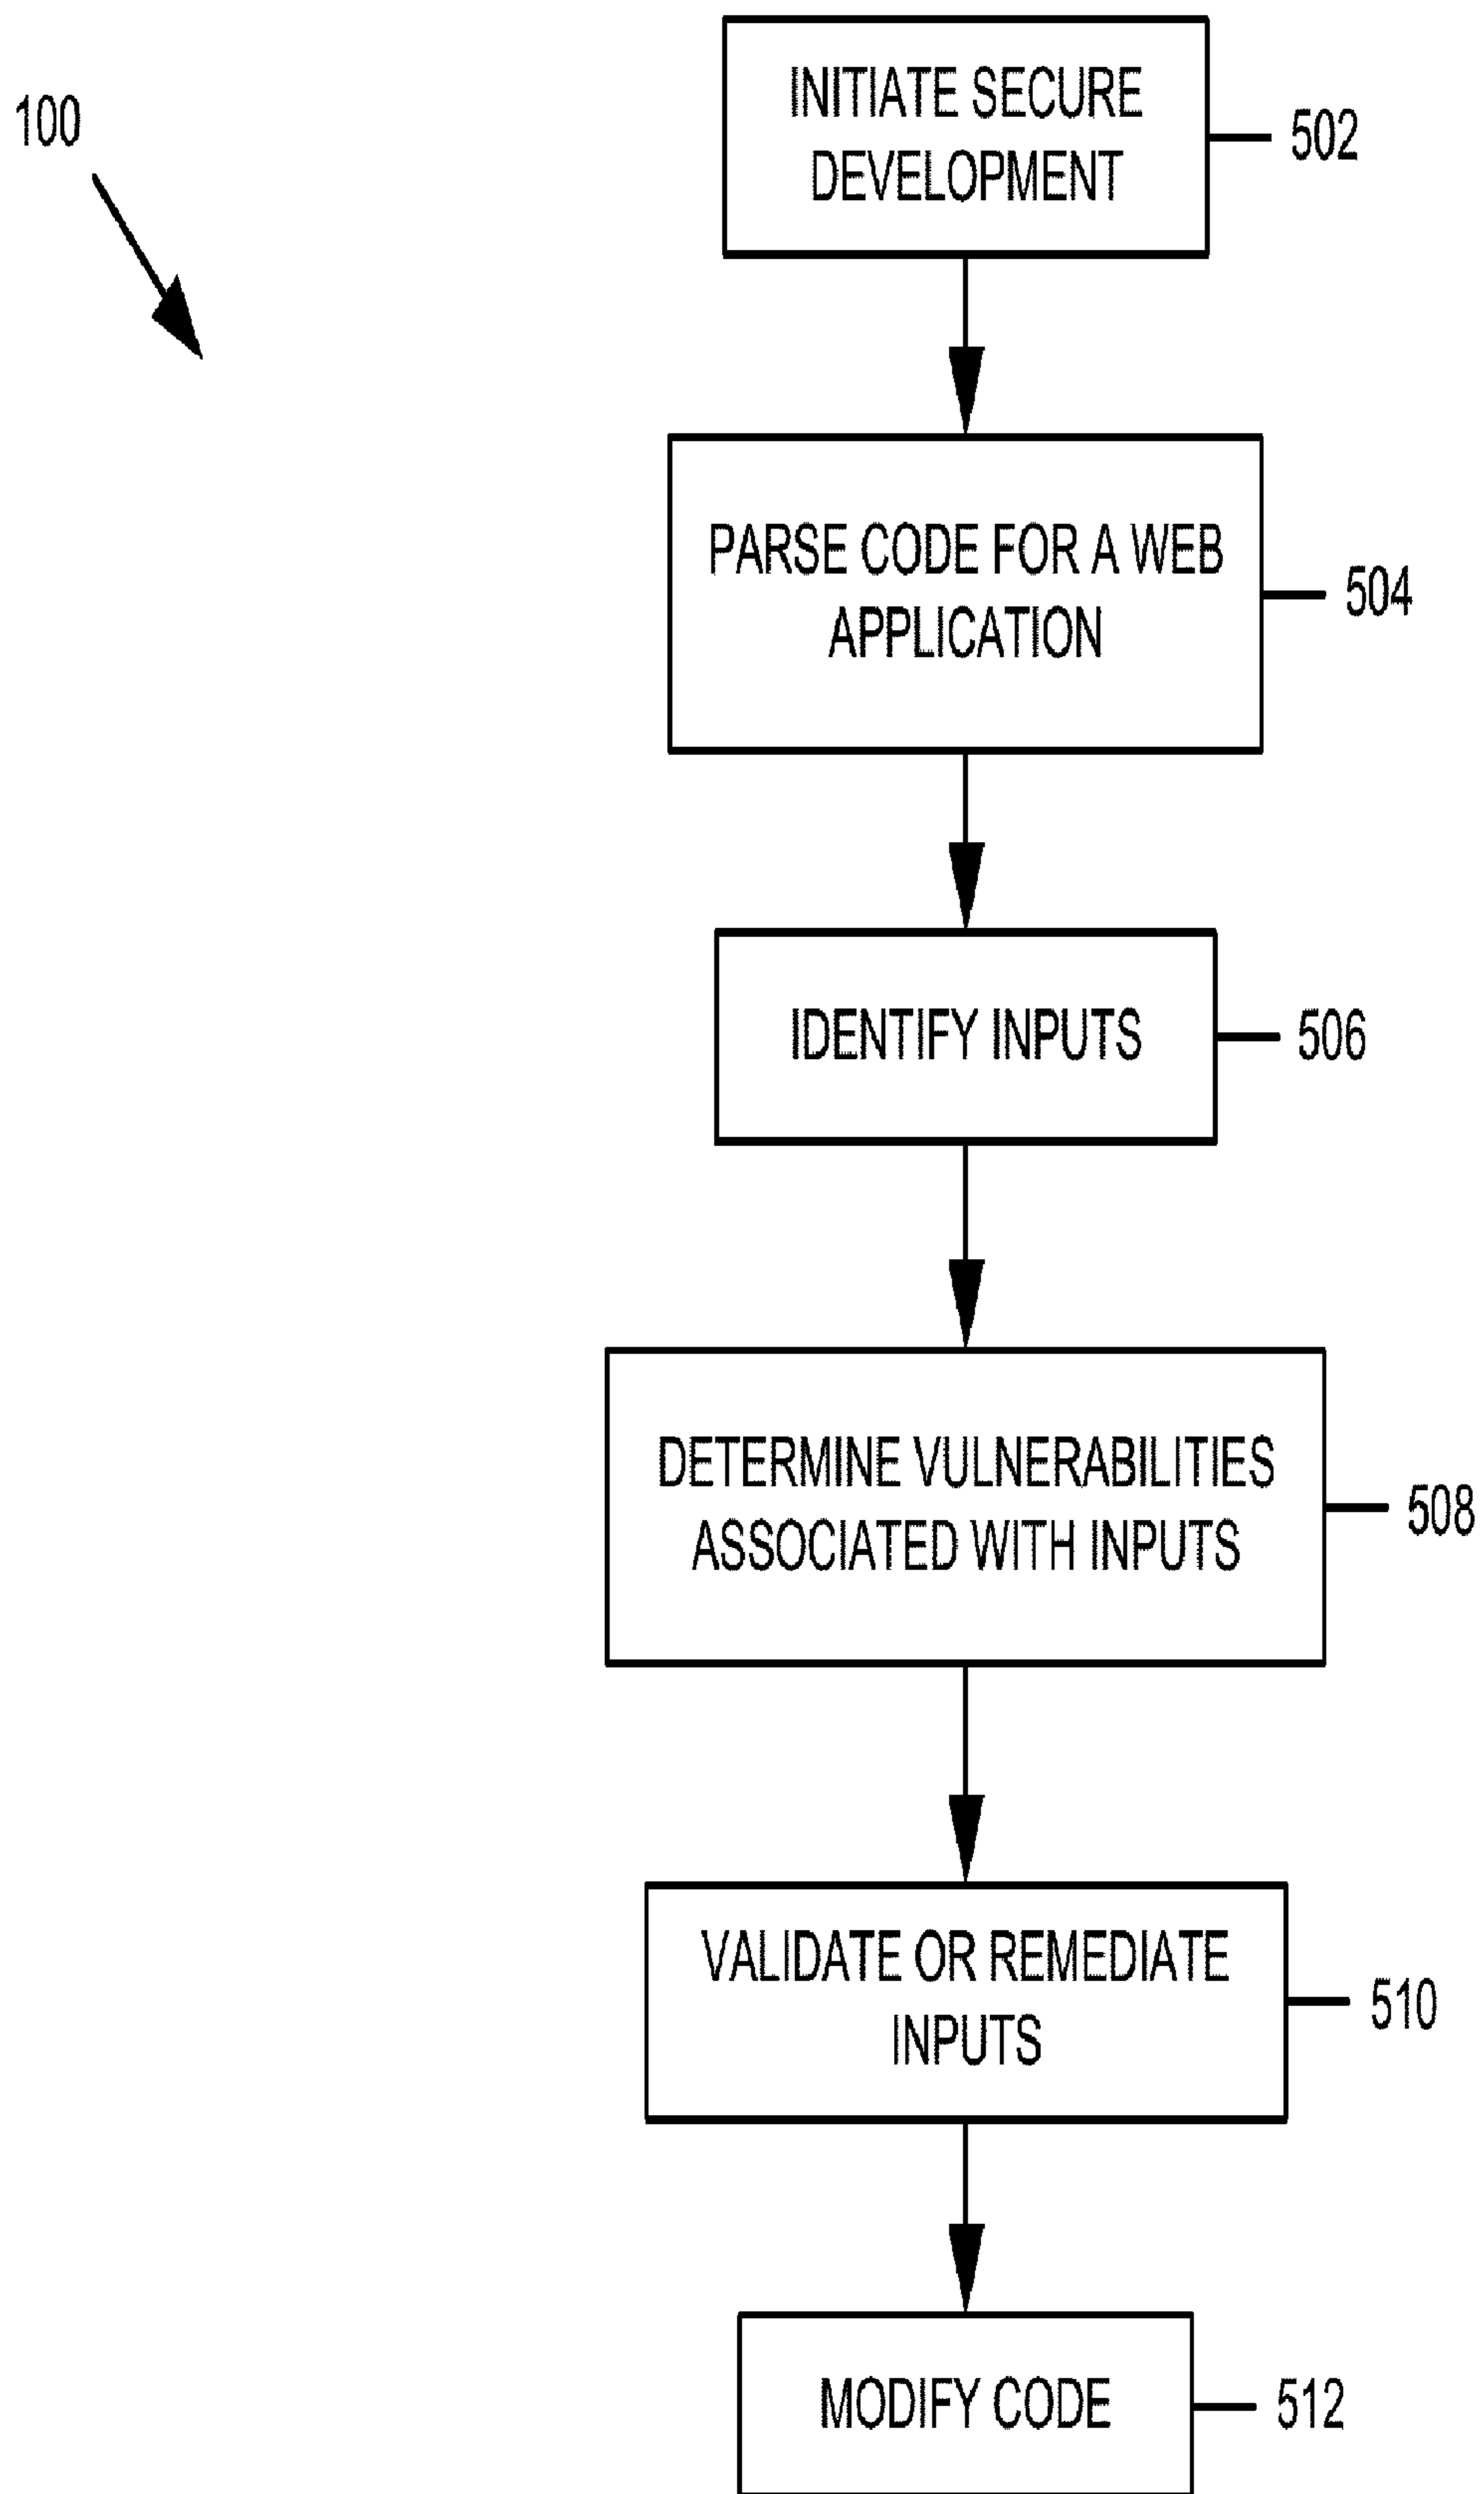 100
INITIATE SECURE
DEVELOPMENT
502
PARSE CODE FOR A WEB
APPLICATION
504
IDENTIFY INPUTS
506
DETERMINE VULNERABILITIES
ASSOCIATED WITH INPUTS
508
VALIDATE OR REMEDIATE
INPUTS
510
MODIFY CODE
512